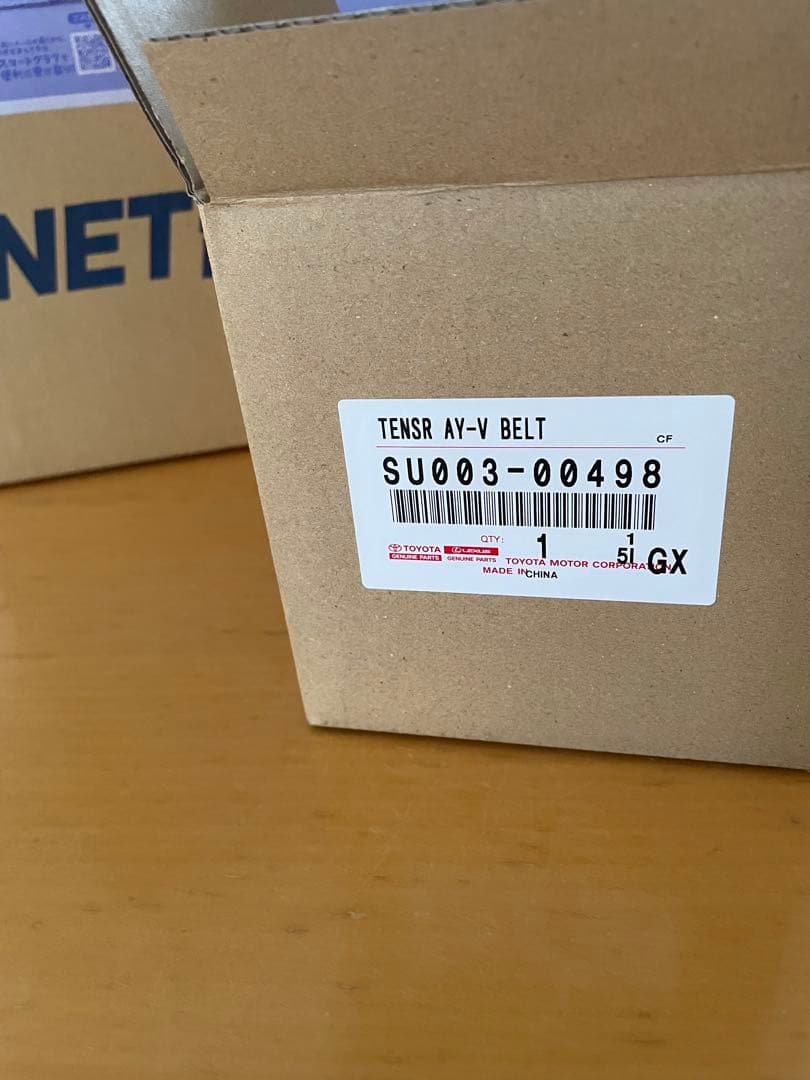 NET
TENSR AY-V BELT
CF
SU003-00498
QTY: 1
1
5L GX
TOYOTA
GENUINE PARTS
LEXUS
GENUINE PARTS
TOYOTA MOTOR CORPORATION
MADE IN CHINA